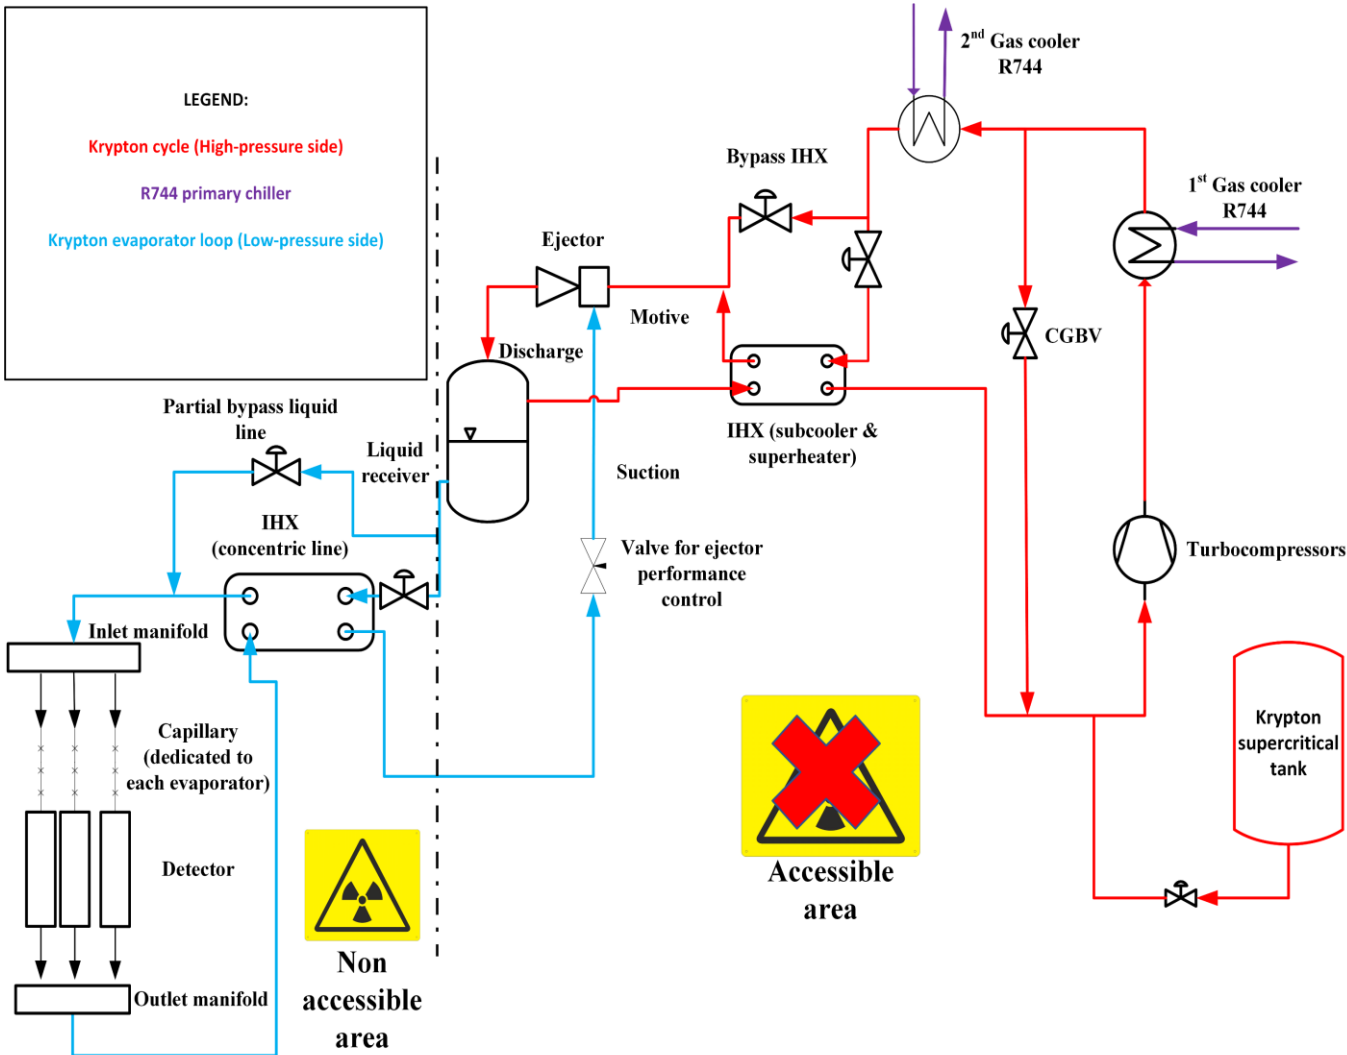 LEGEND:
Krypton cycle (High-pressure side)
R744 primary chiller
Krypton evaporator loop (Low-pressure side)
2nd Gas cooler
R744
Bypass IHX
1st Gas cooler
R744
Ejector
Motive
CGBV
Discharge
Partial bypass liquid
line
Liquid
receiver
IHX (subcooler &
superheater)
Suction
IHX
(concentric line)
Valve for ejector
performance
control
Turbocompressors
Inlet manifold
Capillary
(dedicated to
each evaporator)
Krypton
supercritical
tank
Detector
Accessible
area
Non
accessible
area
Outlet manifold